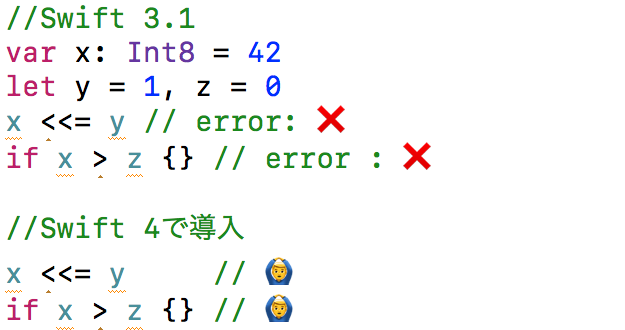 //Swift 3.1
var x: Int8 = 42
let y = 1, z = 0
x <<= y // error: ❌
if x > z {} // error : ❌
//Swift 4で導入
x <<= y      // 🙆
if x > z {} // 🙆